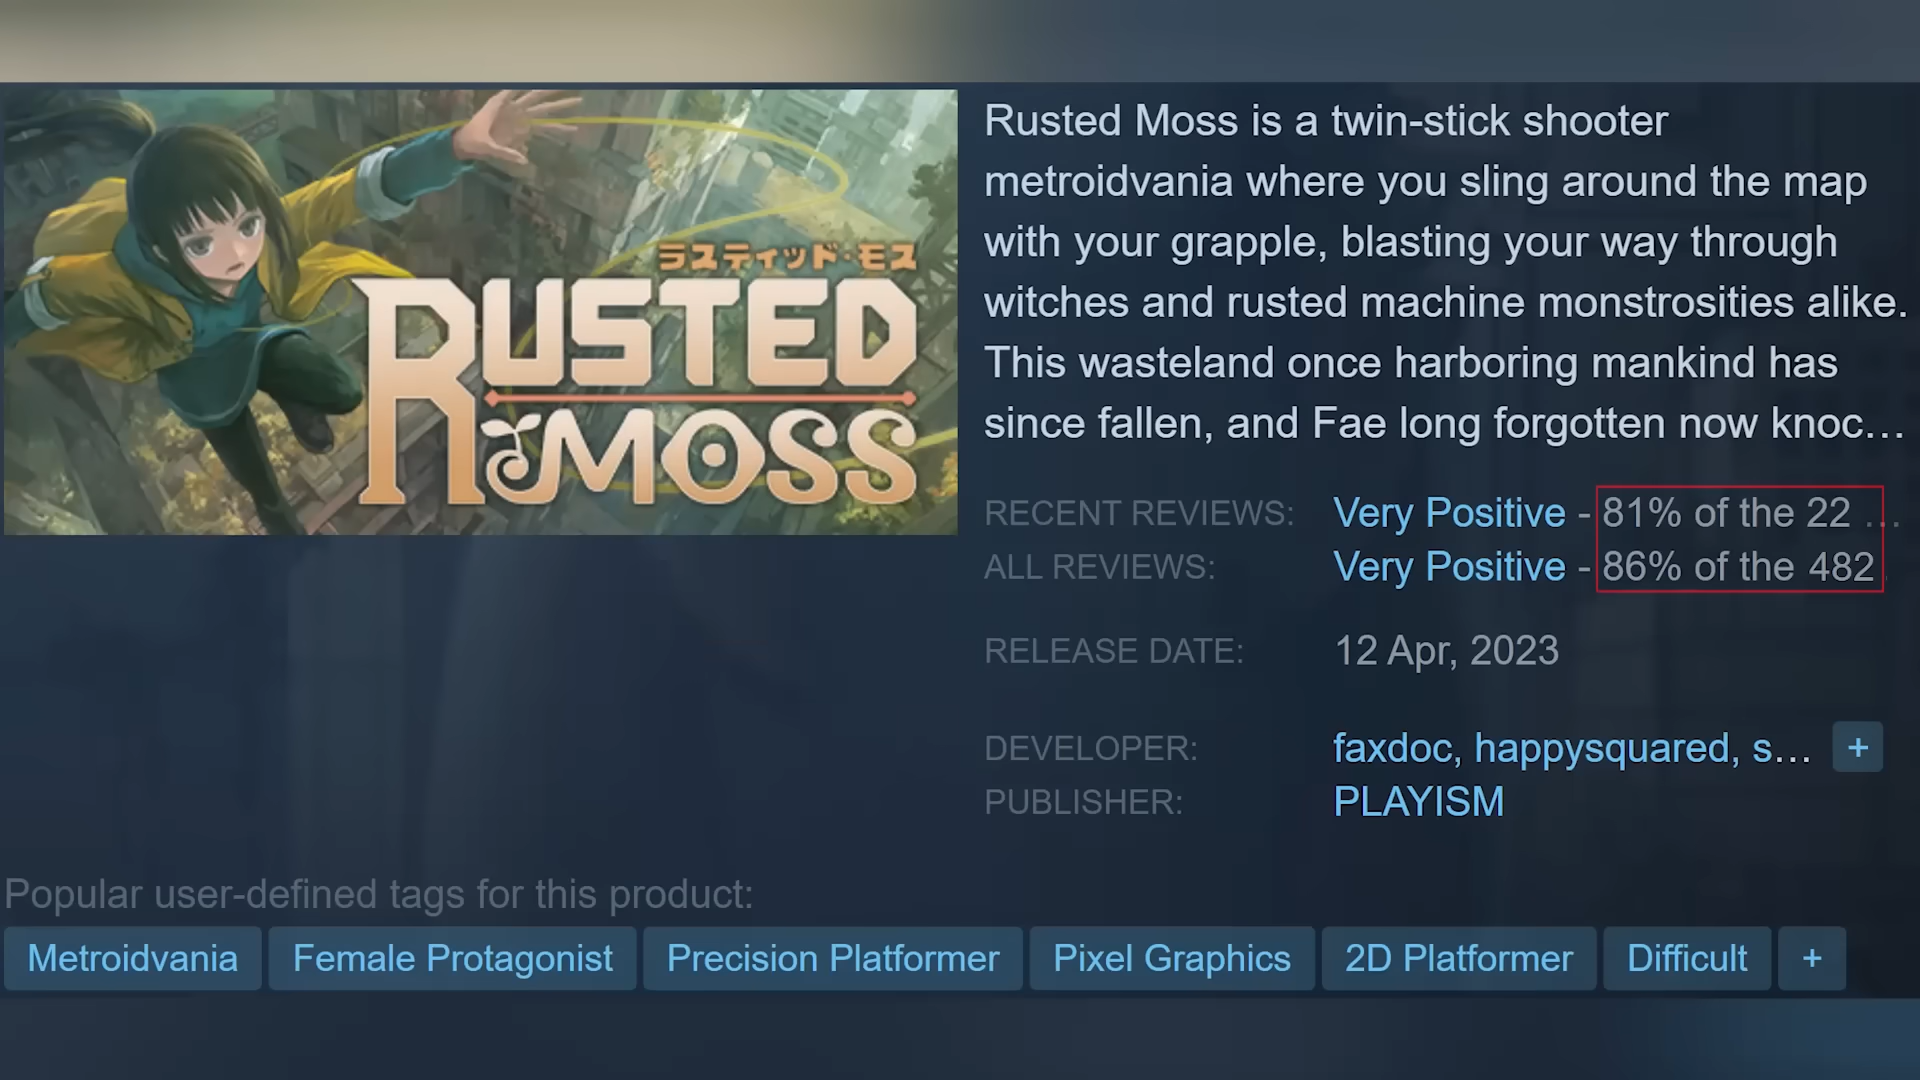 ラスティッド・モス
RUSTED
MOSS
Rusted Moss is a twin-stick shooter
metroidvania where you sling around the map
with your grapple, blasting your way through
witches and rusted machine monstrosities alike.
This wasteland once harboring mankind has
since fallen, and Fae long forgotten now knoc...
RECENT REVIEWS: Very Positive - 81% of the 22 ...
ALL REVIEWS: Very Positive - 86% of the 482
RELEASE DATE: 12 Apr, 2023
DEVELOPER: faxdoc, happysquared, s... +
PUBLISHER: PLAYISM
Popular user-defined tags for this product:
Metroidvania Female Protagonist Precision Platformer Pixel Graphics 2D Platformer Difficult +